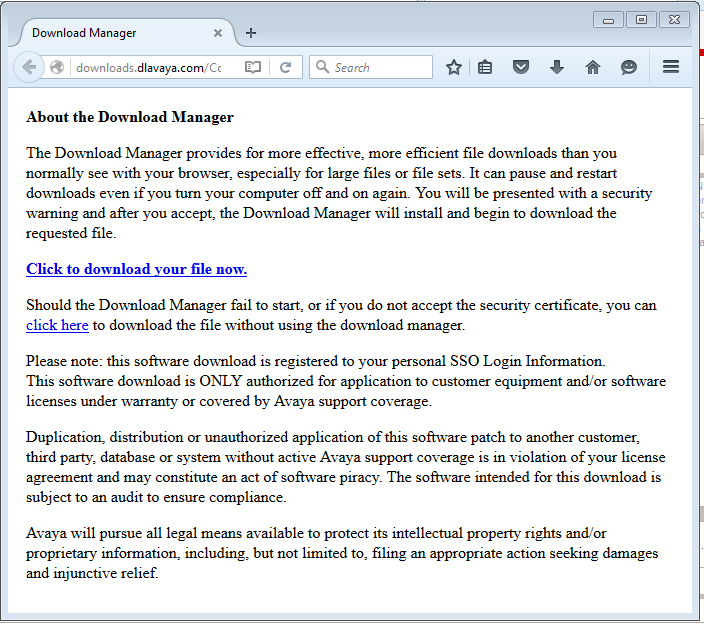 Download Manager
downloads.dlavaya.com/Cc
Search
About the Download Manager
The Download Manager provides for more effective, more efficient file downloads than you
normally see with your browser, especially for large files or file sets. It can pause and restart
downloads even if you turn your computer off and on again. You will be presented with a security
warning and after you accept, the Download Manager will install and begin to download the
requested file.
Click to download your file now.
Should the Download Manager fail to start, or if you do not accept the security certificate, you can
click here to download the file without using the download manager.
Please note: this software download is registered to your personal SSO Login Information.
This software download is ONLY authorized for application to customer equipment and/or software
licenses under warranty or covered by Avaya support coverage.
Duplication, distribution or unauthorized application of this software patch to another customer,
third party, database or system without active Avaya support coverage is in violation of your license
agreement and may constitute an act of software piracy. The software intended for this download is
subject to an audit to ensure compliance.
Avaya will pursue all legal means available to protect its intellectual property rights and/or
proprietary information, including, but not limited to, filing an appropriate action seeking damages
and injunctive relief.